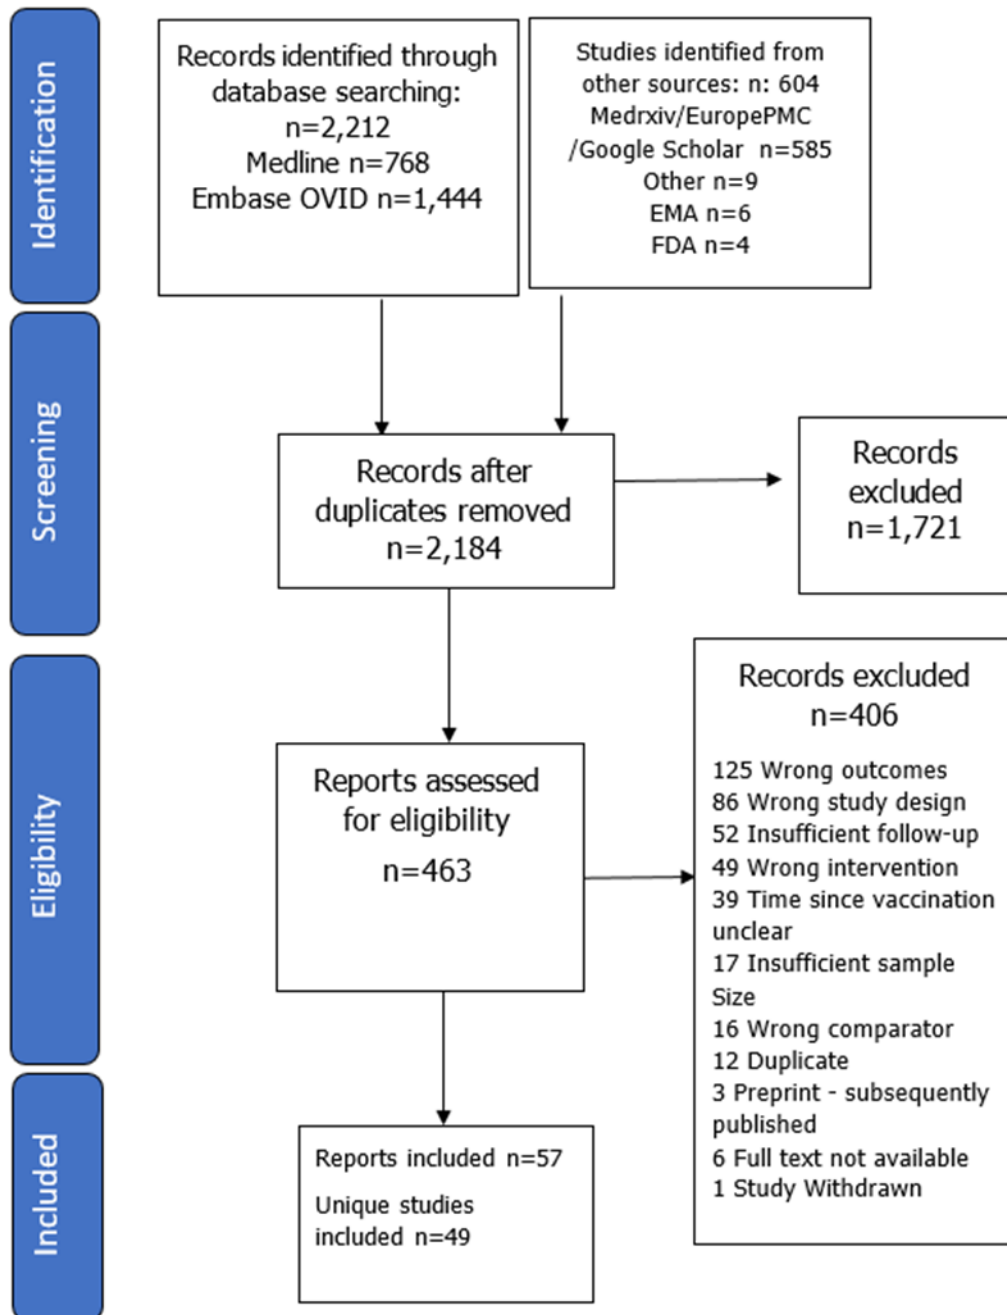 Identification
Records identified through
database searching:
n=2,212
Medline n=768
Embase OVID n=1,444
Studies identified from
other sources: n: 604
Medrxiv/EuropePMC
/Google Scholar n=585
Other n=9
EMA n=6
FDA n=4
Screening
Records after
duplicates removed
n=2,184
Records
excluded
n=1,721
Eligibility
Reports assessed
for eligibility
n=463
Records excluded
n=406
125 Wrong outcomes
86 Wrong study design
52 Insufficient follow-up
49 Wrong intervention
39 Time since vaccination
unclear
17 Insufficient sample
Size
16 Wrong comparator
12 Duplicate
3 Preprint - subsequently
published
6 Full text not available
1 Study Withdrawn
Included
Reports included n=57
Unique studies
included n=49